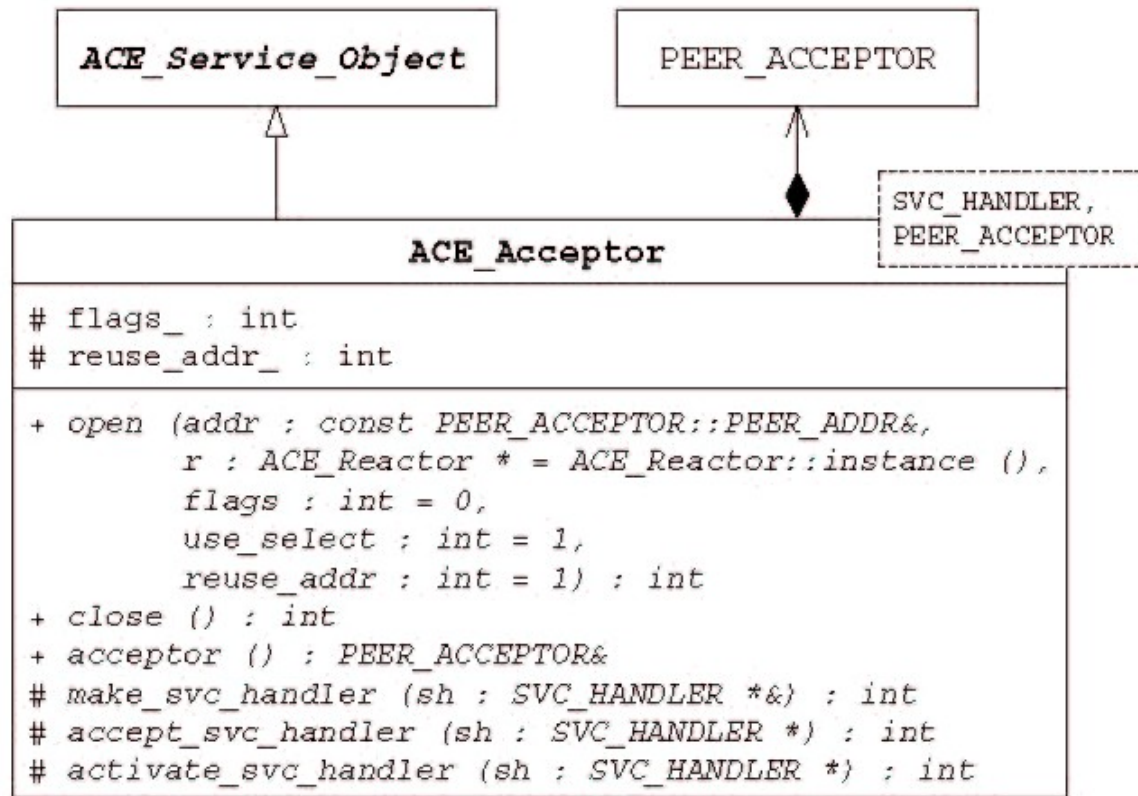 ACE_Service_Object
PEER_ACCEPTOR
SVC_HANDLER,
PEER_ACCEPTOR
ACE_Acceptor
# flags_ : int
# reuse_addr_ : int
+ open (addr : const PEER_ACCEPTOR::PEER_ADDR&,
r : ACE_Reactor * = ACE_Reactor::instance (),
flags : int = 0,
use_select : int = 1,
reuse_addr : int = 1) : int
+ close () : int
+ acceptor () : PEER_ACCEPTOR&
# make_svc_handler (sh : SVC_HANDLER *&) : int
# accept_svc_handler (sh : SVC_HANDLER *) : int
# activate_svc_handler (sh : SVC_HANDLER *) : int